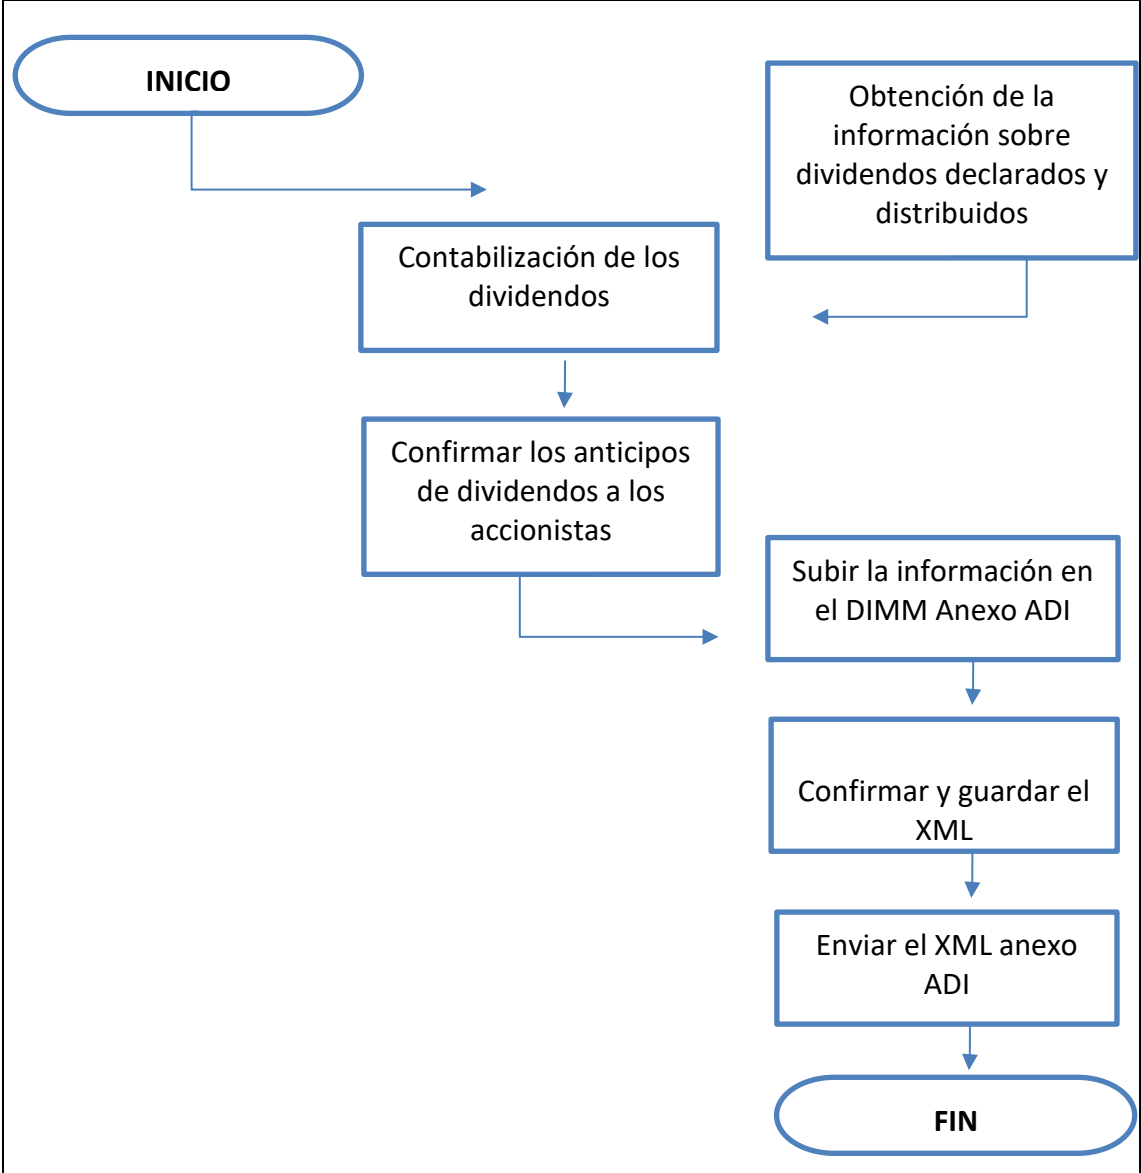 INICIO
Obtención de la
información sobre
dividendos declarados y
distribuidos
Contabilización de los
dividendos
Confirmar los anticipos
de dividendos a los
accionistas
Subir la información en
el DIMM Anexo ADI
Confirmar y guardar el
XML
Enviar el XML anexo
ADI
FIN